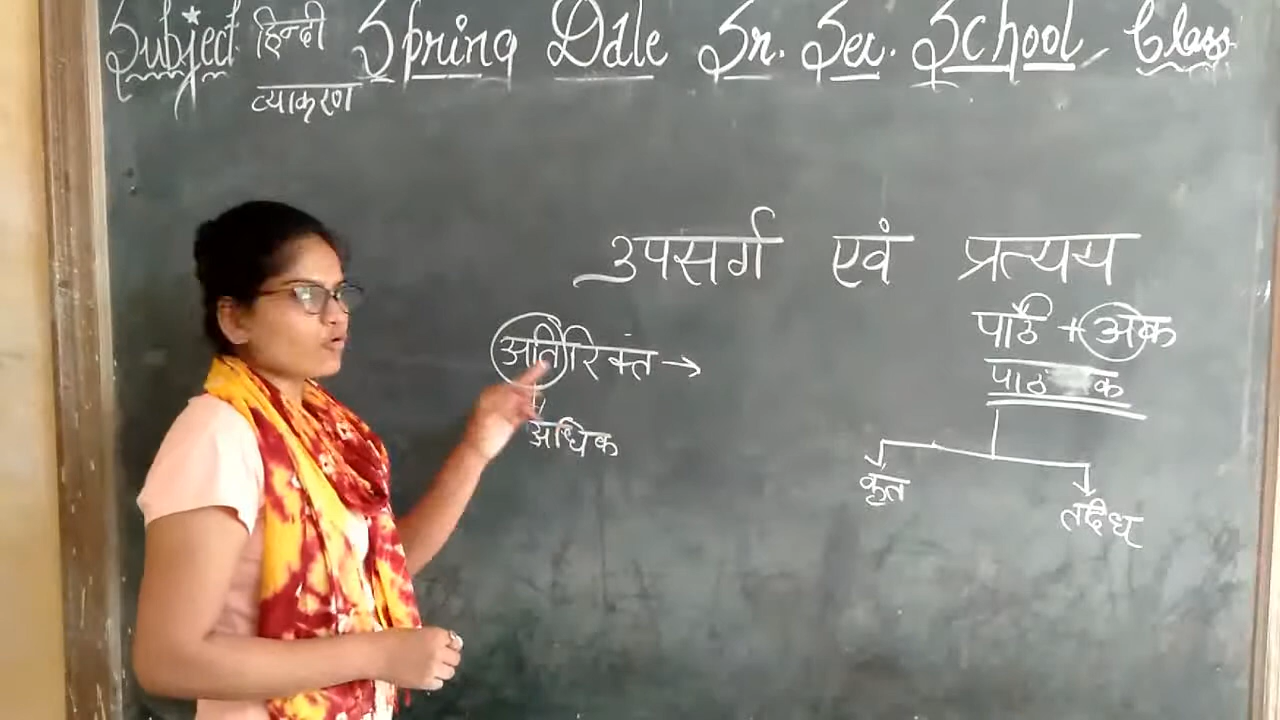 Subject हिन्दी Spring Dale Sr. Sec. School, Class
व्याकरण
उपसर्ग एवं प्रत्यय
पाठ + अक
अतिरिक्त →
अधिक
कृत
तद्धि